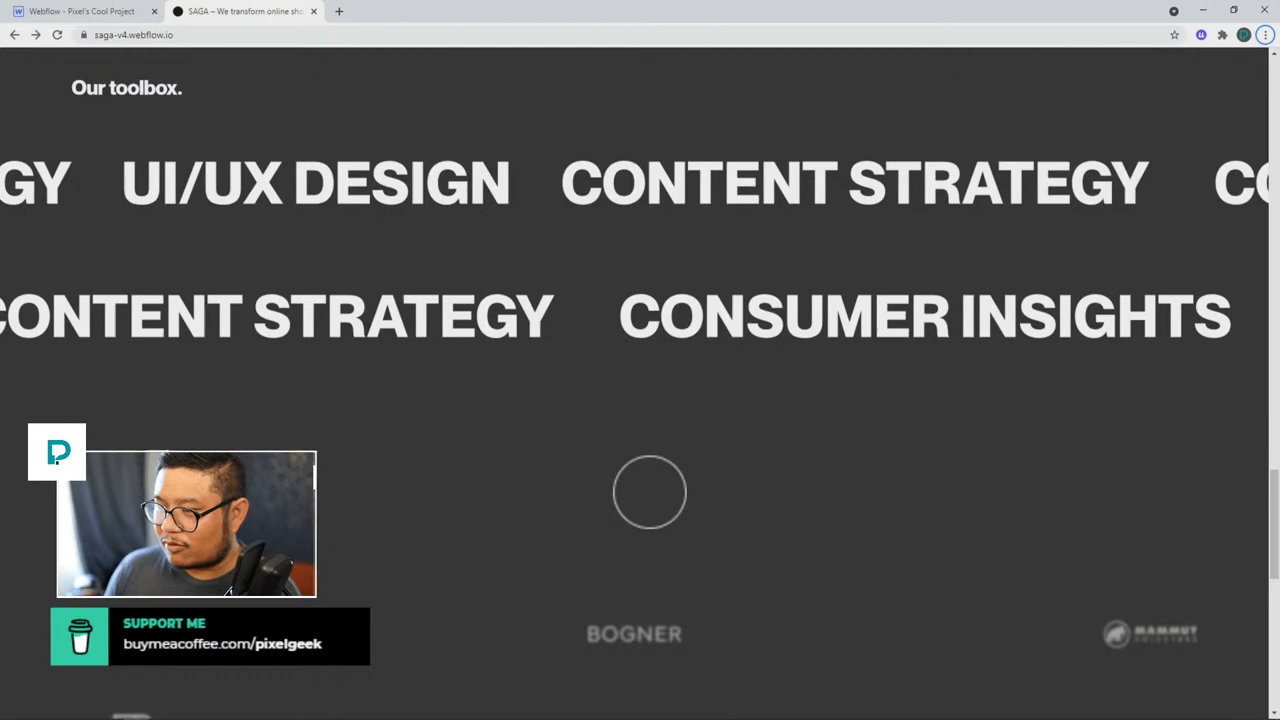 Webflow - Pixel's Cool Project
SAGA – We transform online sho
saga-v4.webflow.io
Our toolbox.
GY UI/UX DESIGN CONTENT STRATEGY CO
CONTENT STRATEGY CONSUMER INSIGHTS
SUPPORT ME
buymeacoffee.com/pixelgeek
BOGNER
MAMMUT